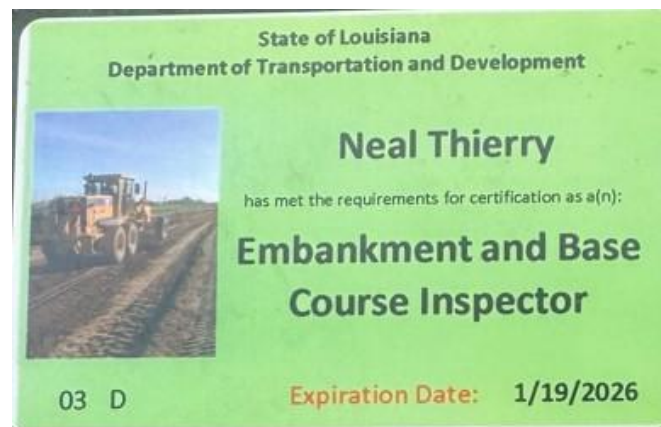 State of Louisiana
Department of Transportation and Development
Neal Thierry
has met the requirements for certification as a(n):
Embankment and Base
Course Inspector
03 D
Expiration Date: 1/19/2026